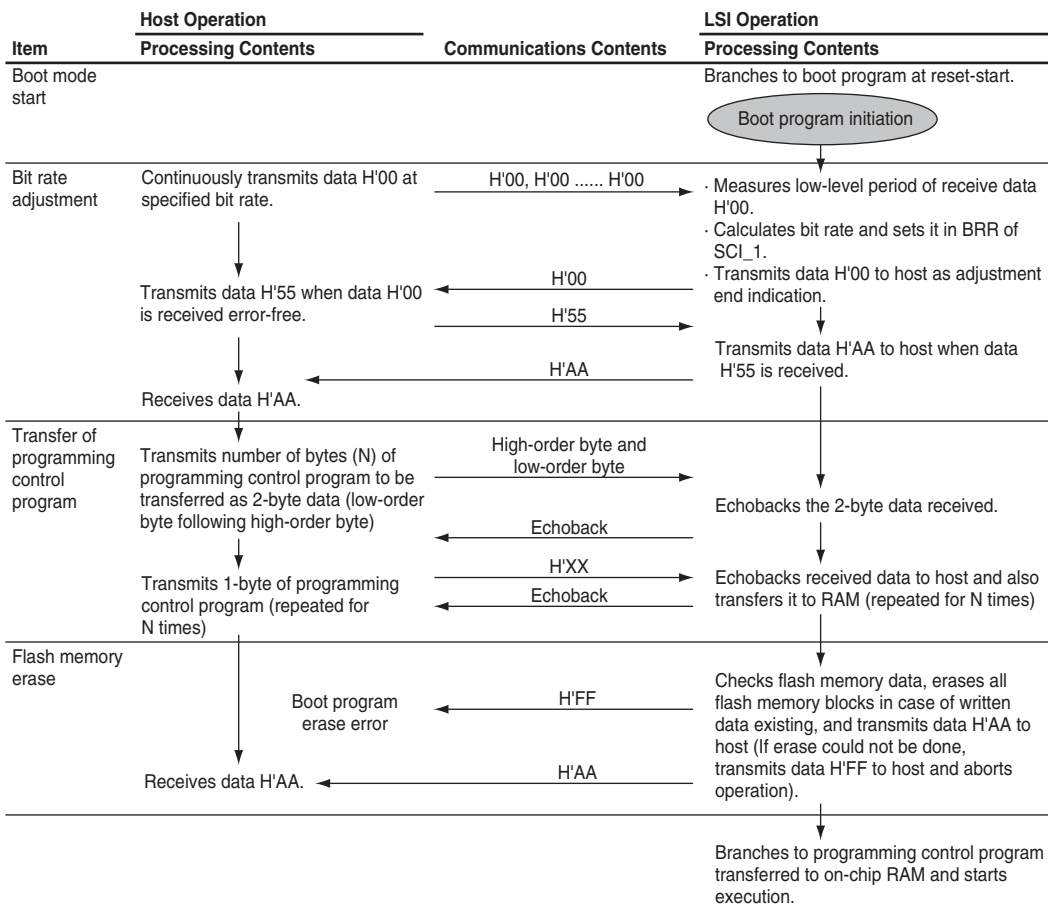 Host Operation
LSI Operation
Item
Processing Contents
Communications Contents
Processing Contents
Boot mode
start
Branches to boot program at reset-start.
Boot program initiation
Bit rate
adjustment
Continuously transmits data H'00 at
specified bit rate.
H'00, H'00 ...... H'00
· Measures low-level period of receive data
H'00.
· Calculates bit rate and sets it in BRR of
SCI_1.
· Transmits data H'00 to host as adjustment
end indication.
H'00
Transmits data H'55 when data H'00
is received error-free.
H'55
Transmits data H'AA to host when data
H'55 is received.
H'AA
Receives data H'AA.
Transfer of
programming
control
program
Transmits number of bytes (N) of
programming control program to be
transferred as 2-byte data (low-order
byte following high-order byte)
High-order byte and
low-order byte
Echobacks the 2-byte data received.
Echoback
Transmits 1-byte of programming
control program (repeated for
N times)
H'XX
Echoback
Echobacks received data to host and also
transfers it to RAM (repeated for N times)
Flash memory
erase
Boot program
erase error
H'FF
Checks flash memory data, erases all
flash memory blocks in case of written
data existing, and transmits data H'AA to
host (If erase could not be done,
transmits data H'FF to host and aborts
operation).
Receives data H'AA.
H'AA
Branches to programming control program
transferred to on-chip RAM and starts
execution.